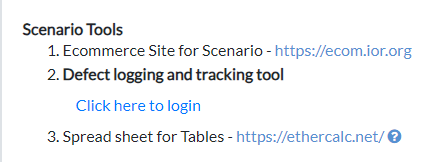 Scenario Tools
1. Ecommerce Site for Scenario - https://ecom.ior.org
2. Defect logging and tracking tool
Click here to login
3. Spread sheet for Tables - https://ethercalc.net/ ?